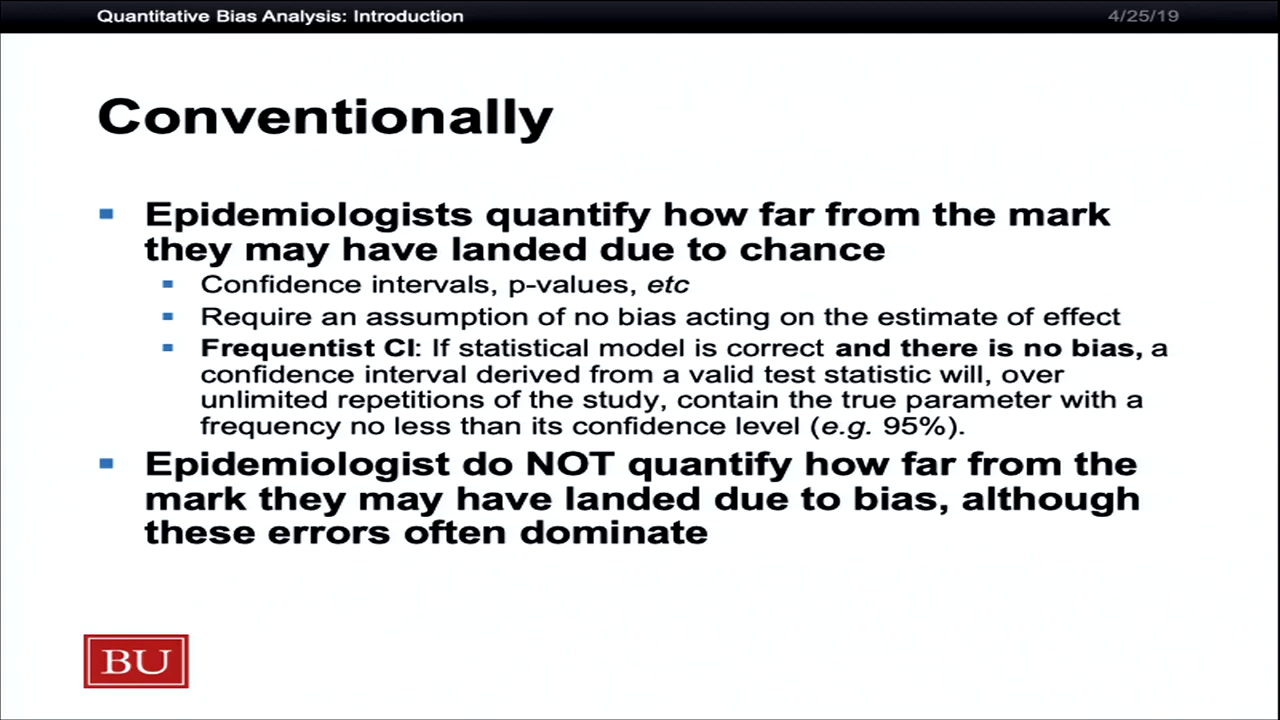 Quantitative Bias Analysis: Introduction
4/25/19
Conventionally
Epidemiologists quantify how far from the mark
they may have landed due to chance
Confidence intervals, p-values, etc
Require an assumption of no bias acting on the estimate of effect
Frequentist CI: If statistical model is correct and there is no bias, a
confidence interval derived from a valid test statistic will, over
unlimited repetitions of the study, contain the true parameter with a
frequency no less than its confidence level (e.g. 95%).
Epidemiologist do NOT quantify how far from the
mark they may have landed due to bias, although
these errors often dominate
BU